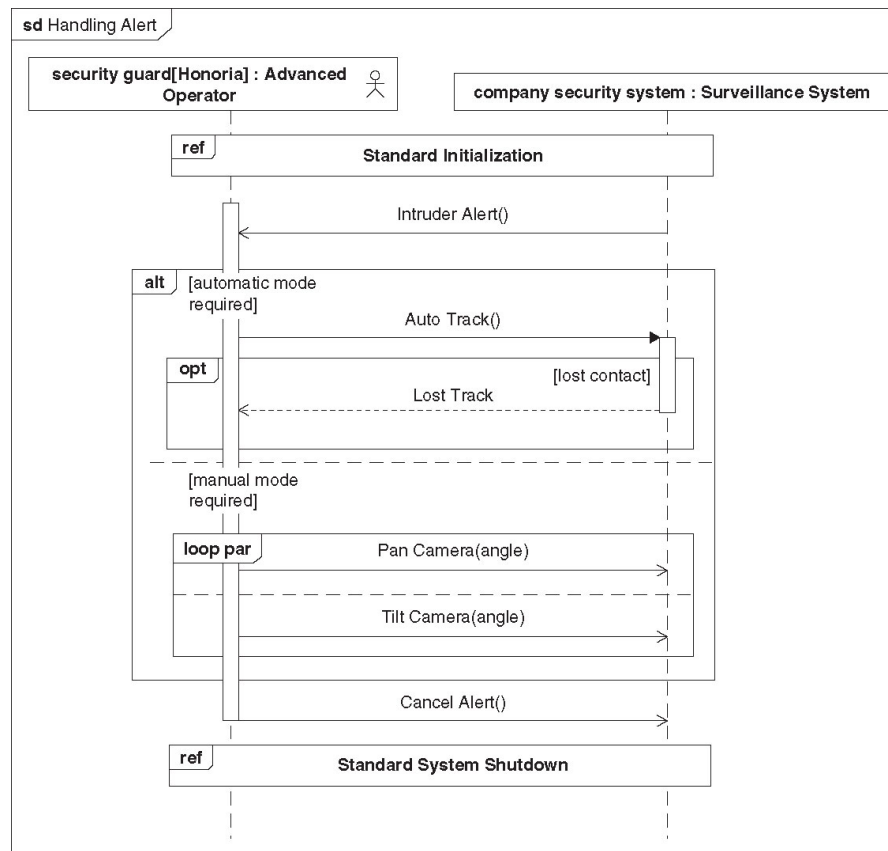 sd Handling Alert
security guard[Honoria] : Advanced
Operator
company security system : Surveillance System
ref
Standard Initialization
Intruder Alert()
alt
[automatic mode
required]
Auto Track()
opt
[lost contact]
Lost Track
[manual mode
required]
loop par
Pan Camera(angle)
Tilt Camera(angle)
Cancel Alert()
ref
Standard System Shutdown